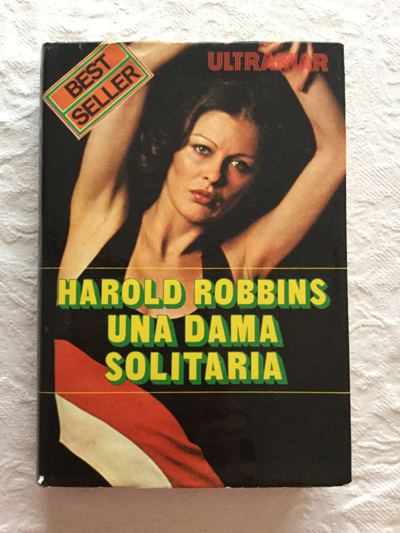 BEST
SELLER
ULTRAMAR
HAROLD ROBBINS
UNA DAMA
SOLITARIA